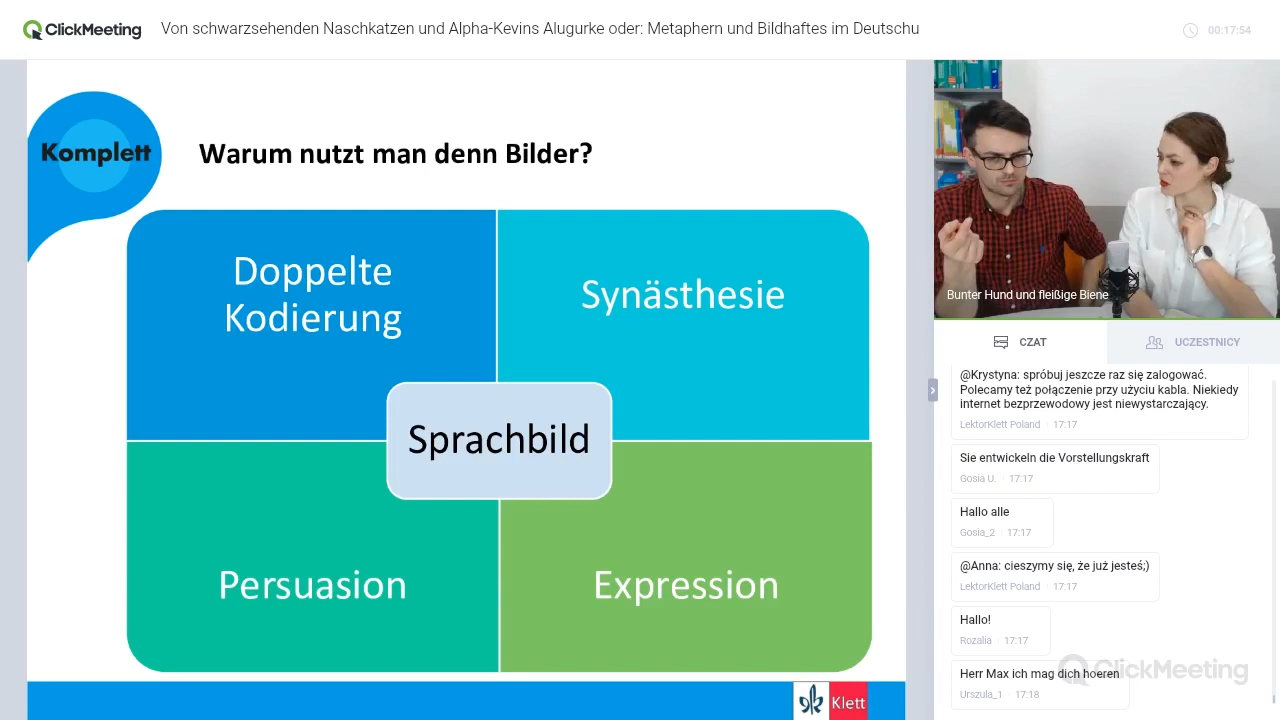 ClickMeeting
Von schwarzsehenden Naschkatzen und Alpha-Kevins Alugurke oder: Metaphern und Bildhaftes im Deutschu
00:17:54
Komplett
Warum nutzt man denn Bilder?
Doppelte
Kodierung
Synästhesie
Sprachbild
Persuasion
Expression
Klett
Bunter Hund und fleißige Biene
CZAT
UCZESTNICY
@Krystyna: spróbuj jeszcze raz się zalogować.
Polecamy też połączenie przy użyciu kabla. Niekiedy
internet bezprzewodowy jest niewystarczający.
LektorKlett Poland 17:17
Sie entwickeln die Vorstellungskraft
Gosia U. 17:17
Hallo alle
Gosia_2 17:17
@Anna: cieszymy się, że już jesteś;)
LektorKlett Poland 17:17
Hallo!
Rozalia 17:17
Herr Max ich mag dich hoeren
Urszula_1 17:18
ClickMeeting